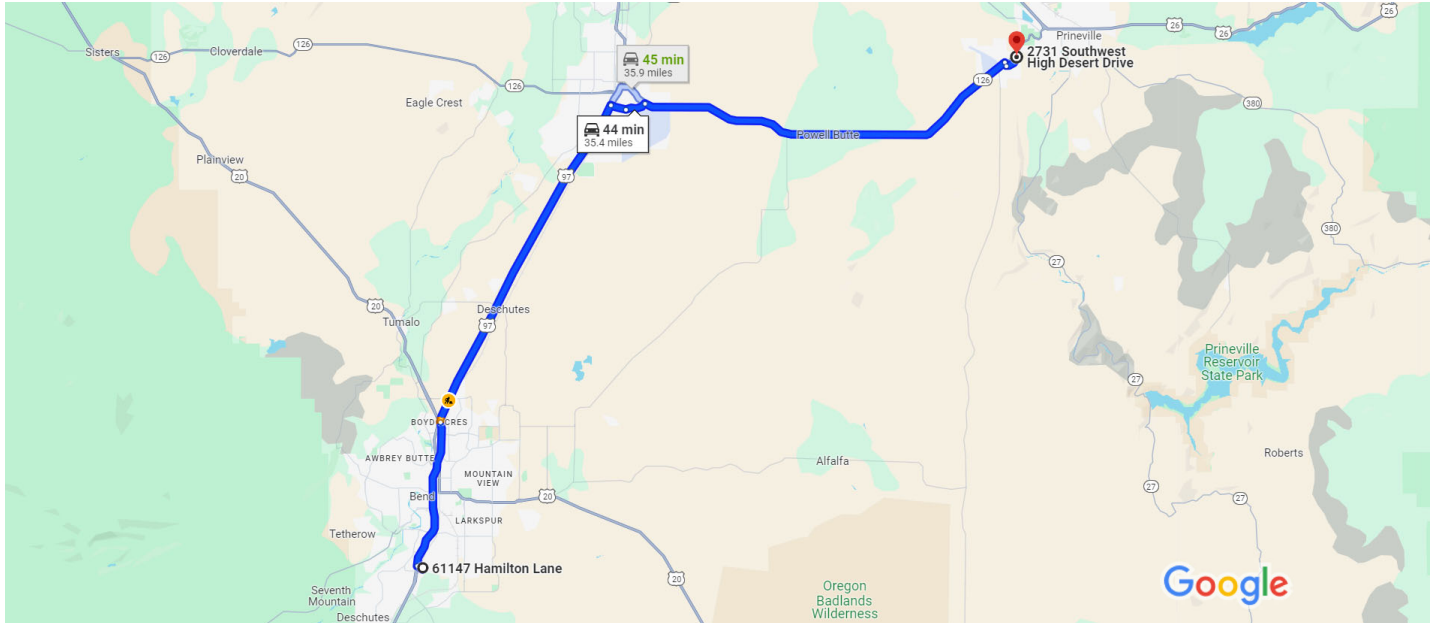 26
26
Prineville
126
26
Sisters
Cloverdale
126
26
126
45 min
35.9 miles
2731 Southwest
High Desert Drive
126
126
Eagle Crest
380
44 min
35.4 miles
Powell Butte
Plainview
20
97
380
27
20
Deschutes
Tumalo
97
Prineville
Reservoir
State Park
27
BOYD ACRES
AWBREY BUTTE
Alfalfa
Roberts
MOUNTAIN
VIEW
27
Bend
20
27
LARKSPUR
Tetherow
61147 Hamilton Lane
20
Seventh
Mountain
Oregon
Badlands
Wilderness
Google
Deschutes